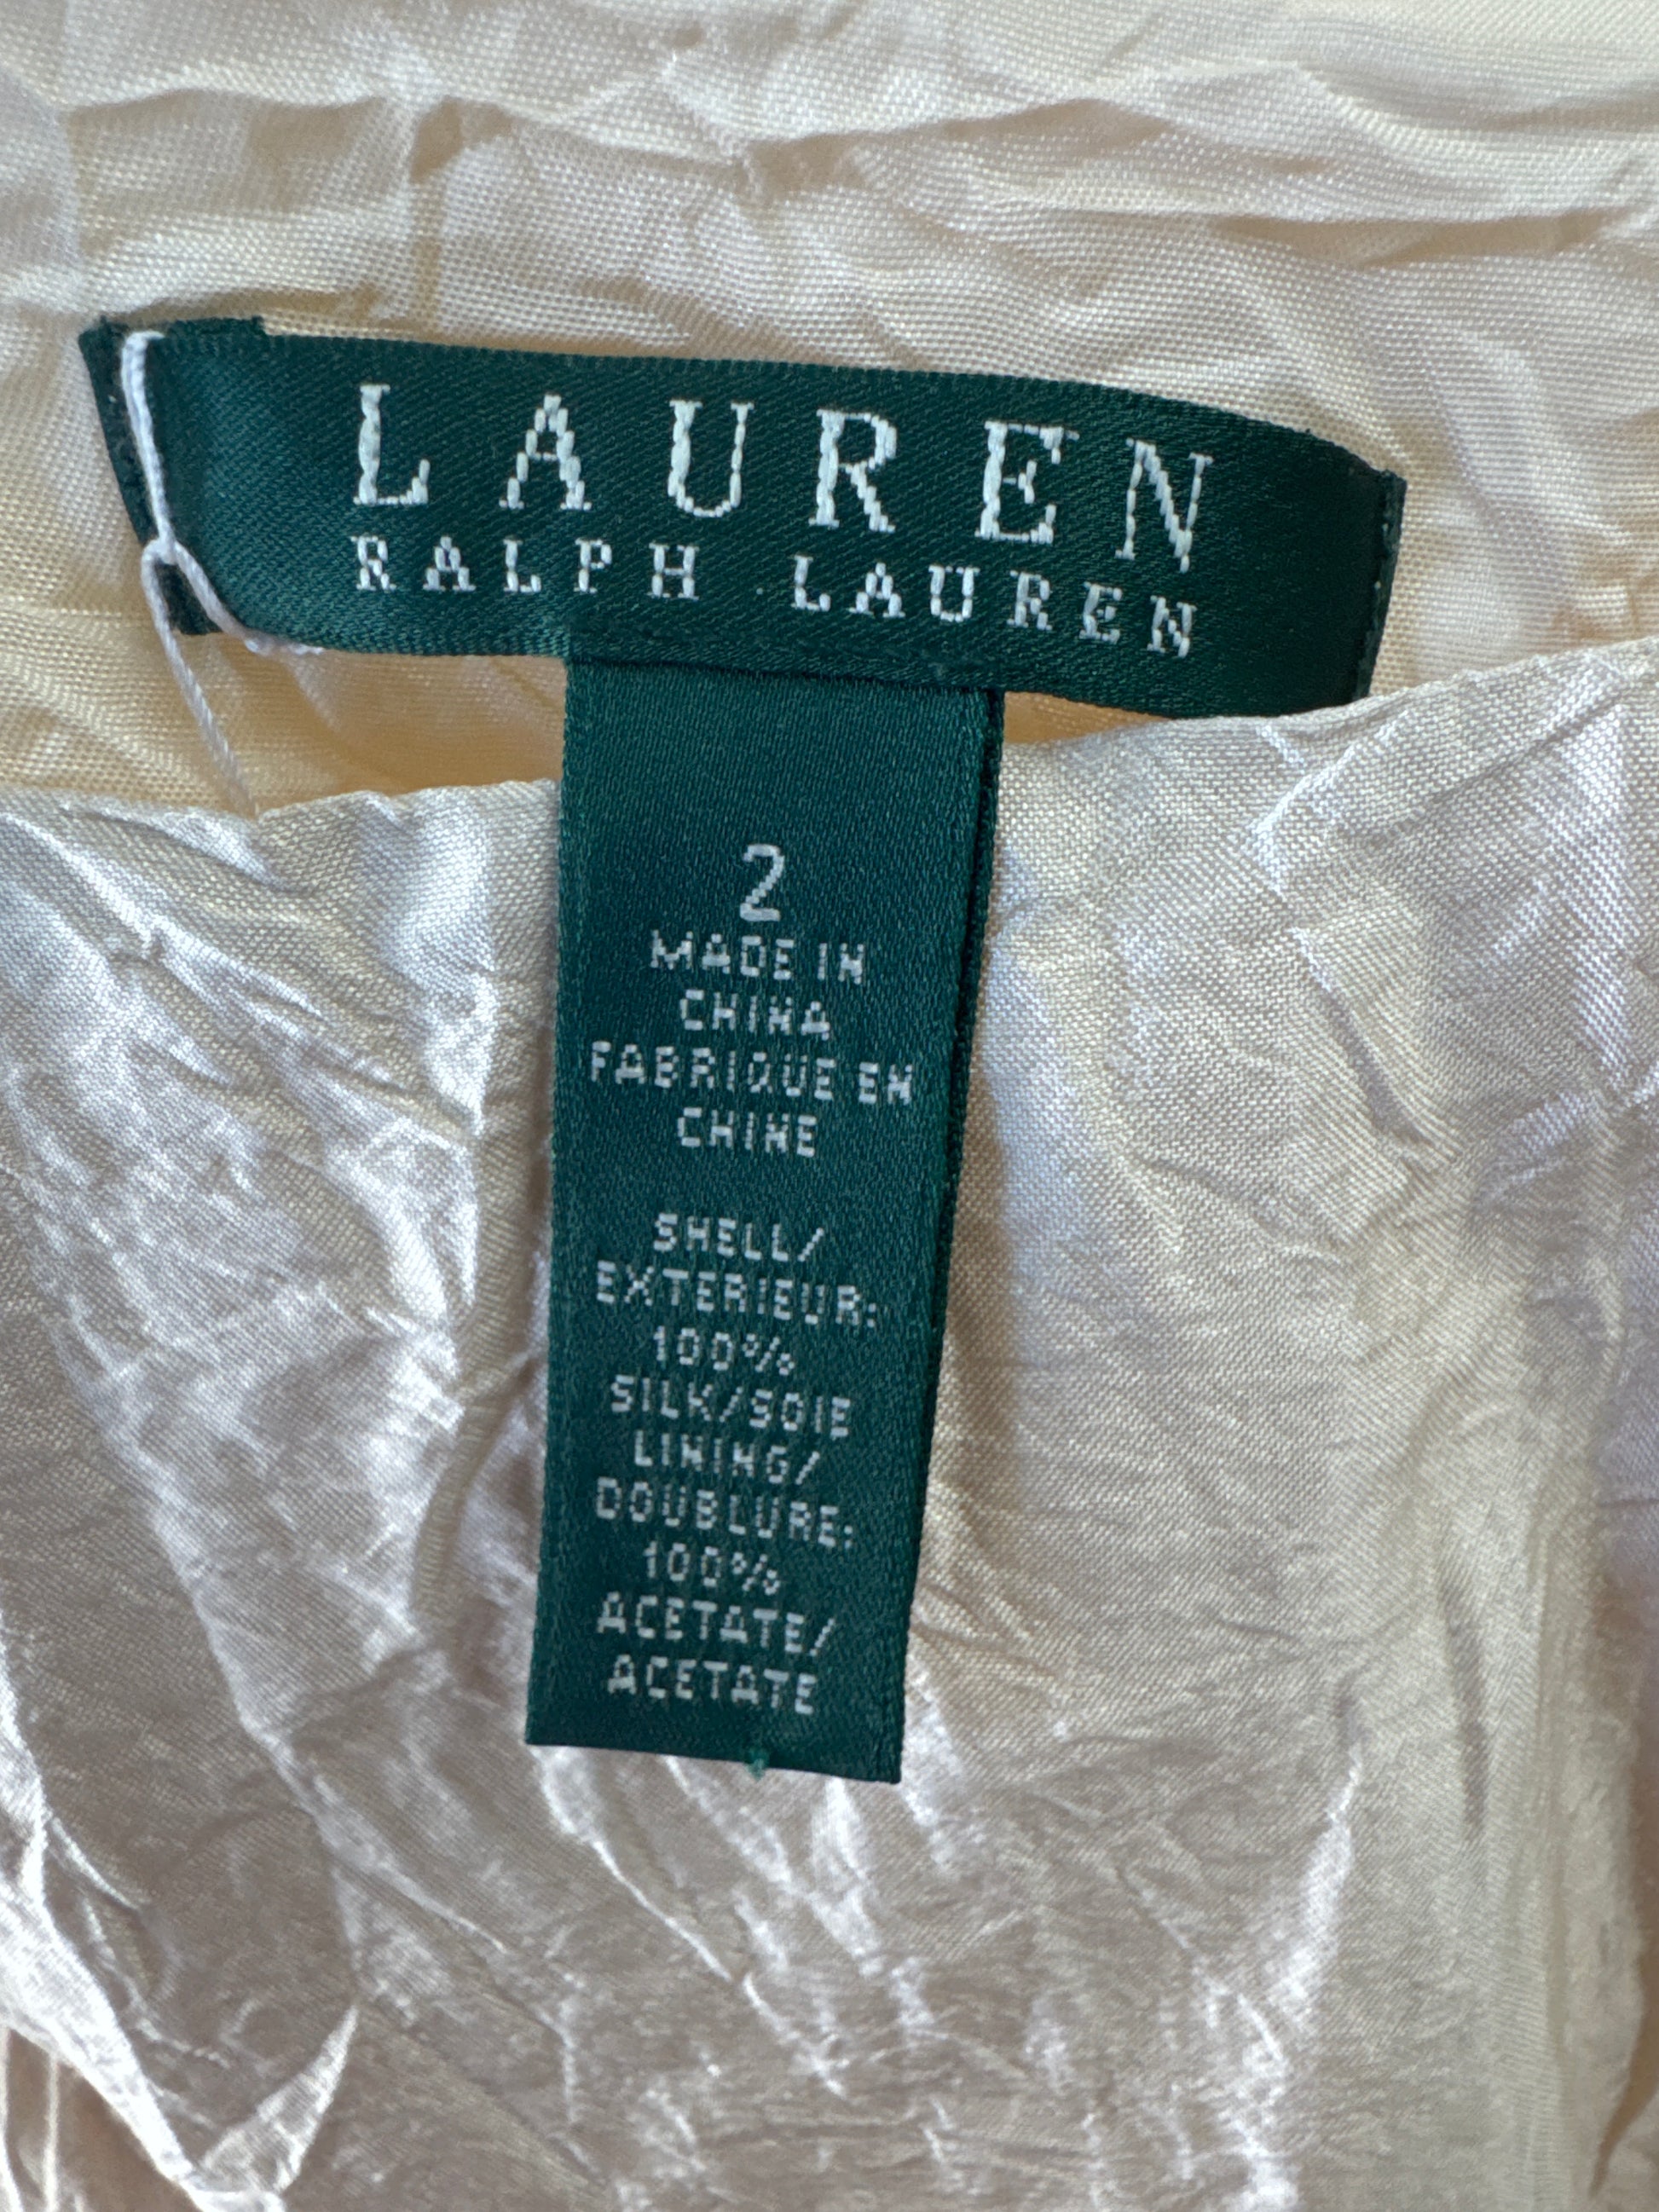 LAUREN
RALPH LAUREN
2
MADE IN
CHINA
FABRIQUE EN
CHINE
SHELL/
EXTERIEUR:
100%
SILK/SOIE
LINING/
DOUBLURE:
100%
ACETATE/
ACETATE